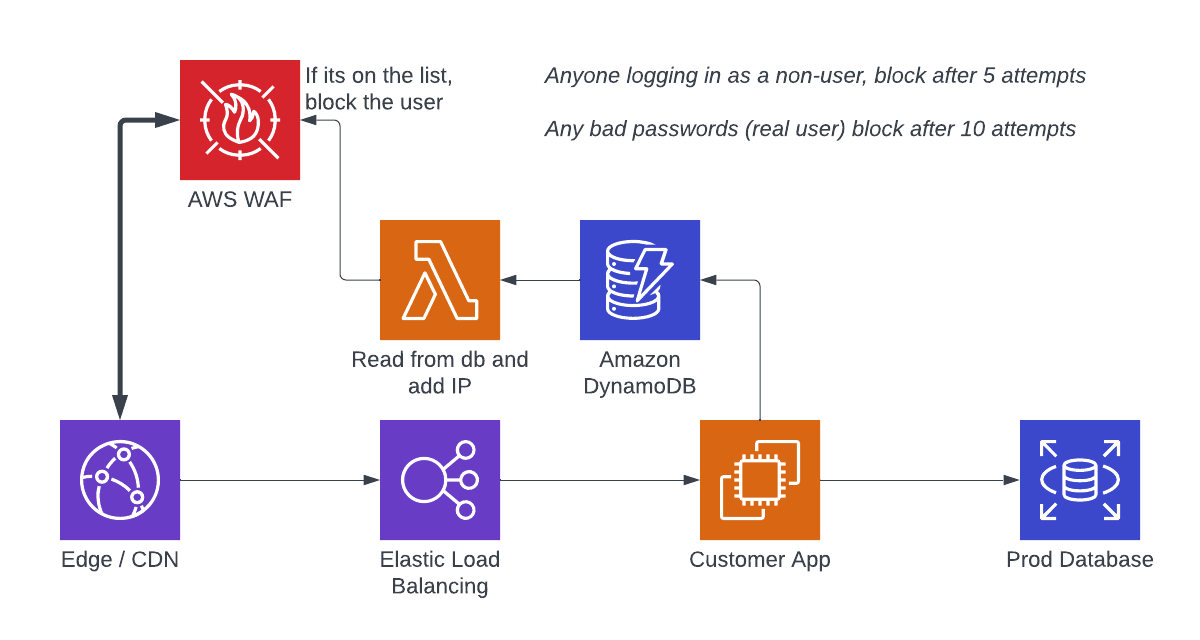 If its on the list,
block the user
Anyone logging in as a non-user, block after 5 attempts
Any bad passwords (real user) block after 10 attempts
AWS WAF
Read from db and
add IP
Amazon
DynamoDB
Edge / CDN
Elastic Load
Balancing
Customer App
Prod Database